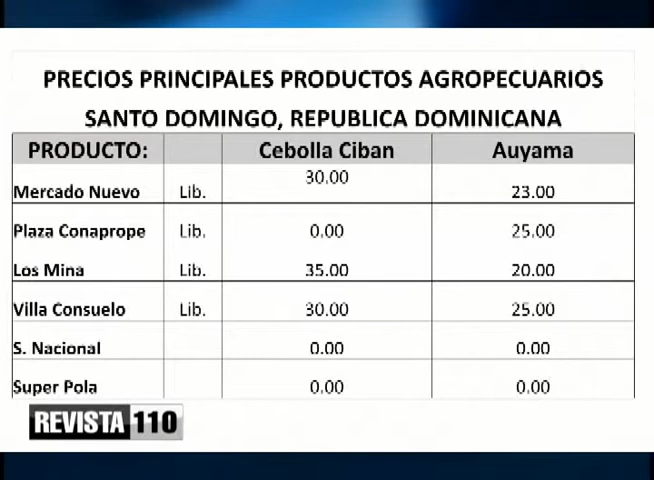 PRECIOS PRINCIPALES PRODUCTOS AGROPECUARIOS
SANTO DOMINGO, REPUBLICA DOMINICANA
PRODUCTO: Cebolla Ciban Auyama
Mercado Nuevo Lib. 30.00 23.00
Plaza Conaprope Lib. 0.00 25.00
Los Mina Lib. 35.00 20.00
Villa Consuelo Lib. 30.00 25.00
S. Nacional 0.00 0.00
Super Pola 0.00 0.00
REVISTA 110